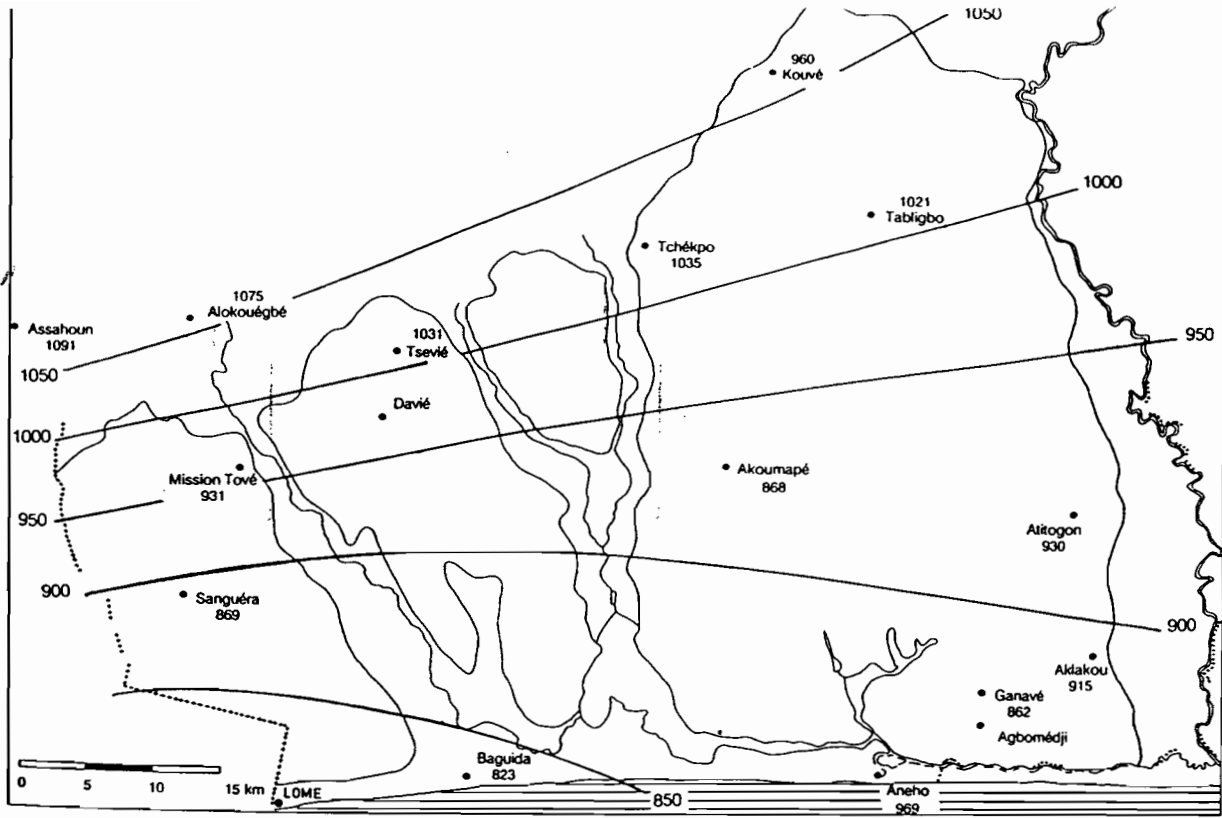 1050
960
Kouvé
1000
1021
Tabligbo
Tchékpo
1035
1075
Alokouégbé
Assahoun
1091
1031
Tsevié
950
1050
Davié
1000
Mission Tové
931
Akoumapé
868
950
Atitogon
930
900
Sanguéra
869
900
Aklakou
915
Ganavé
862
Agbomédji
Baguida
823
0 5 10 15 km
LOME
850
Aneho
969